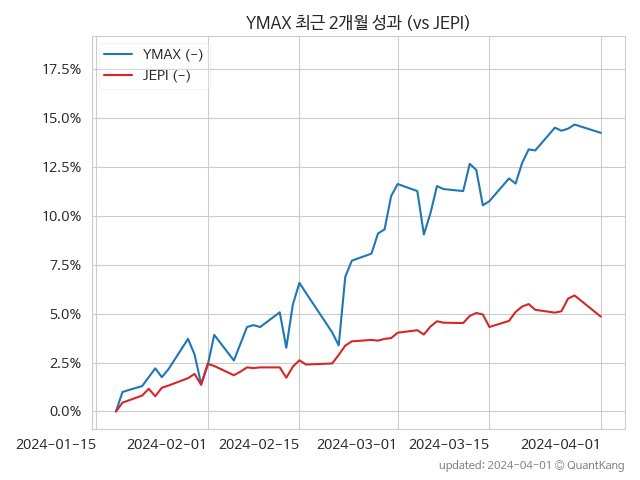 YMAX 최근 2개월 성과 (vs JEPI)
YMAX (-)
JEPI (-)
17.5%
15.0%
12.5%
10.0%
7.5%
5.0%
2.5%
0.0%
2024-01-15 2024-02-01 2024-02-15 2024-03-01 2024-03-15 2024-04-01
updated: 2024-04-01 © QuantKang